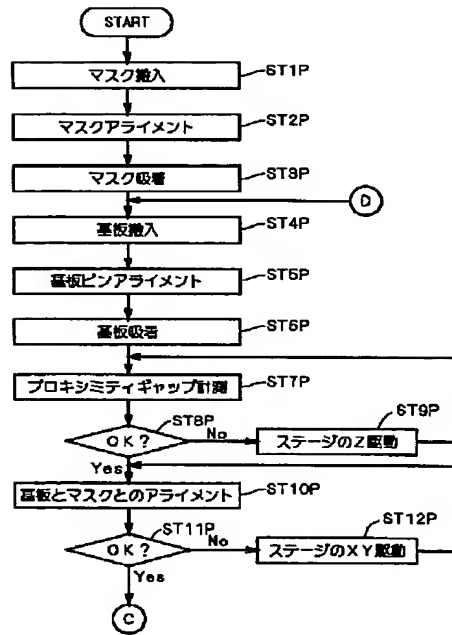 START
マスク搬入
ST1P
マスクアライメント
ST2P
マスク吸着
ST3P
D
基板搬入
ST4P
基板ピンアライメント
ST5P
基板吸着
ST6P
プロキシミティギャップ計測
ST7P
OK?
ST8P
No
Yes
ステージのZ駆動
ST9P
基板とマスクとのアライメント
ST10P
OK?
ST11P
No
Yes
ステージのXY駆動
ST12P
C